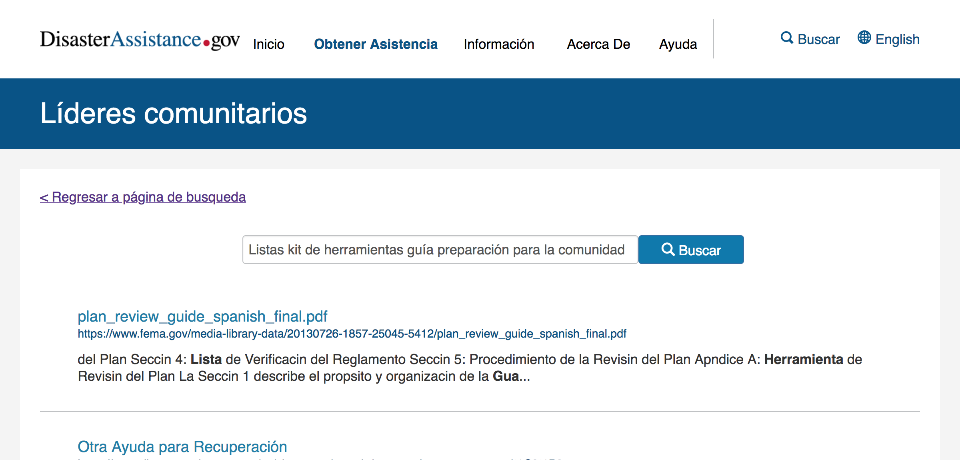 DisasterAssistance.gov
Inicio Obtener Asistencia Información Acerca De Ayuda Buscar English
Líderes comunitarios
< Regresar a página de busqueda
Listas kit de herramientas guía preparación para la comunidad Buscar
plan_review_guide_spanish_final.pdf
https://www.fema.gov/media-library-data/20130726-1857-25045-5412/plan_review_guide_spanish_final.pdf
del Plan Seccin 4: Lista de Verificacin del Reglamento Seccin 5: Procedimiento de la Revisin del Plan Apndice A: Herramienta de
Revisin del Plan La Seccin 1 describe el propsito y organizacin de la Gua...
Otra Ayuda para Recuperación